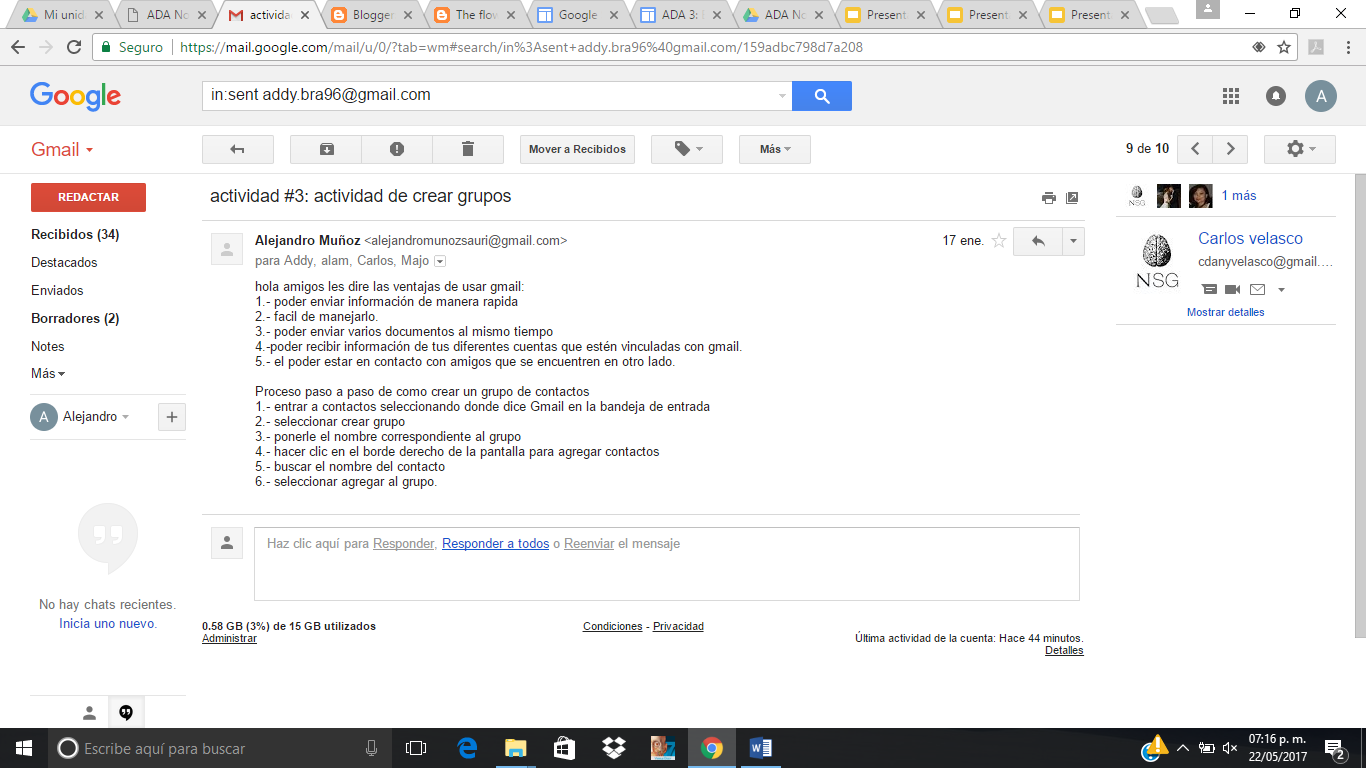 Mi unid
ADA No
activida
Blogger
The flow
Google
ADA 3:
ADA No
Present
Present
Present
Seguro
https://mail.google.com/mail/u/0/?tab=wm#search/in%3Asent+addy.bra96%40gmail.com/159adbc798d7a208
Google
in:sent addy.bra96@gmail.com
A
Gmail
Mover a Recibidos
Más
9 de 10
REDACTAR
Recibidos (34)
Destacados
Enviados
Borradores (2)
Notes
Más
A Alejandro
No hay chats recientes.
Inicia uno nuevo.
actividad #3: actividad de crear grupos
Alejandro Muñoz <alejandromunozsauri@gmail.com>
17 ene.
para Addy, alam, Carlos, Majo
hola amigos les dire las ventajas de usar gmail:
1.- poder enviar información de manera rapida
2.- facil de manejarlo.
3.- poder enviar varios documentos al mismo tiempo
4.-poder recibir información de tus diferentes cuentas que estén vinculadas con gmail.
5.- el poder estar en contacto con amigos que se encuentren en otro lado.
Proceso paso a paso de como crear un grupo de contactos
1.- entrar a contactos seleccionando donde dice Gmail en la bandeja de entrada
2.- seleccionar crear grupo
3.- ponerle el nombre correspondiente al grupo
4.- hacer clic en el borde derecho de la pantalla para agregar contactos
5.- buscar el nombre del contacto
6.- seleccionar agregar al grupo.
Haz clic aquí para Responder, Responder a todos o Reenviar el mensaje
0.58 GB (3%) de 15 GB utilizados
Administrar
Condiciones - Privacidad
Última actividad de la cuenta: Hace 44 minutos.
Detalles
NSG
1 más
NSG
Carlos velasco
cdanyvelasco@gmail....
Mostrar detalles
Escribe aquí para buscar
07:16 p. m.
22/05/2017
2